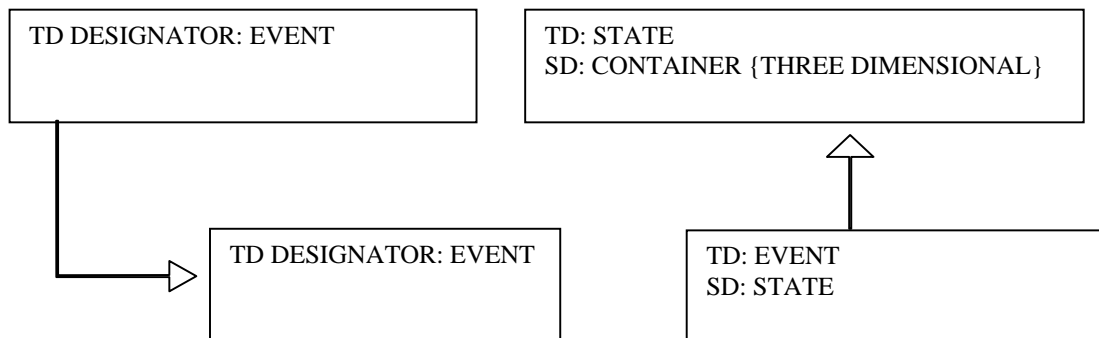 TD DESIGNATOR: EVENT
TD: STATE
SD: CONTAINER {THREE DIMENSIONAL}
TD DESIGNATOR: EVENT
TD: EVENT
SD: STATE